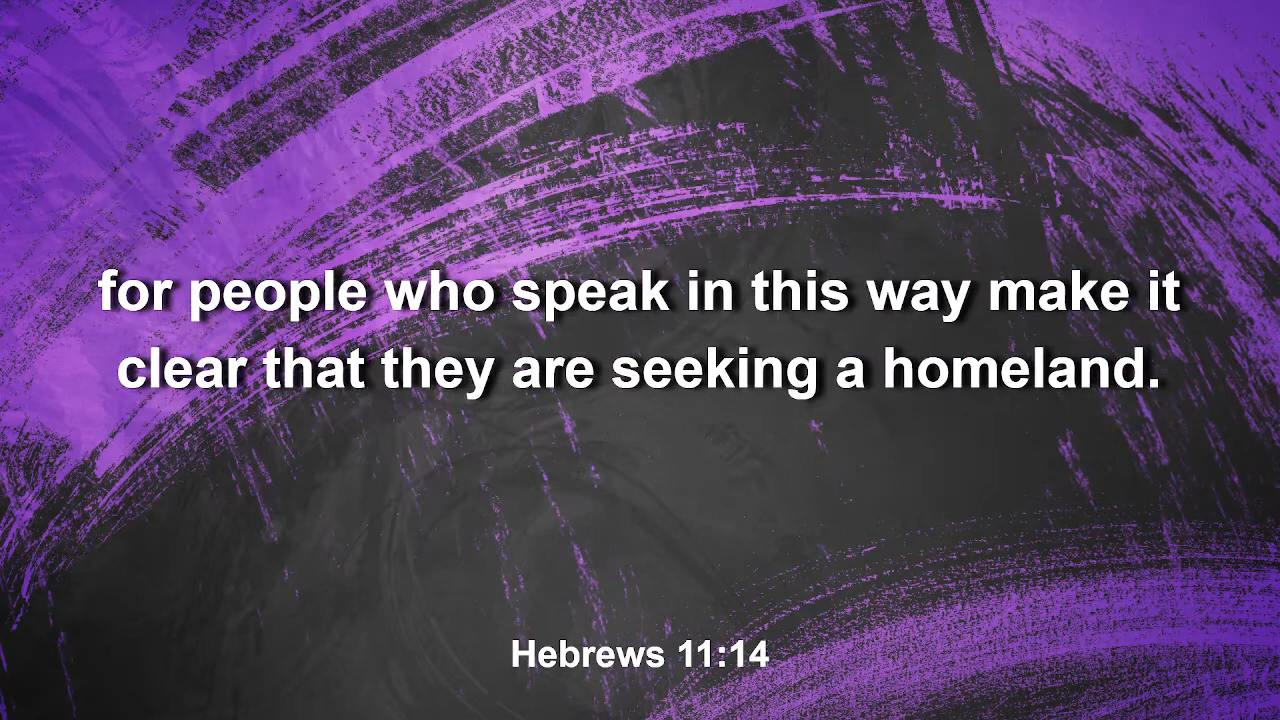 for people who speak in this way make it
clear that they are seeking a homeland.
Hebrews 11:14